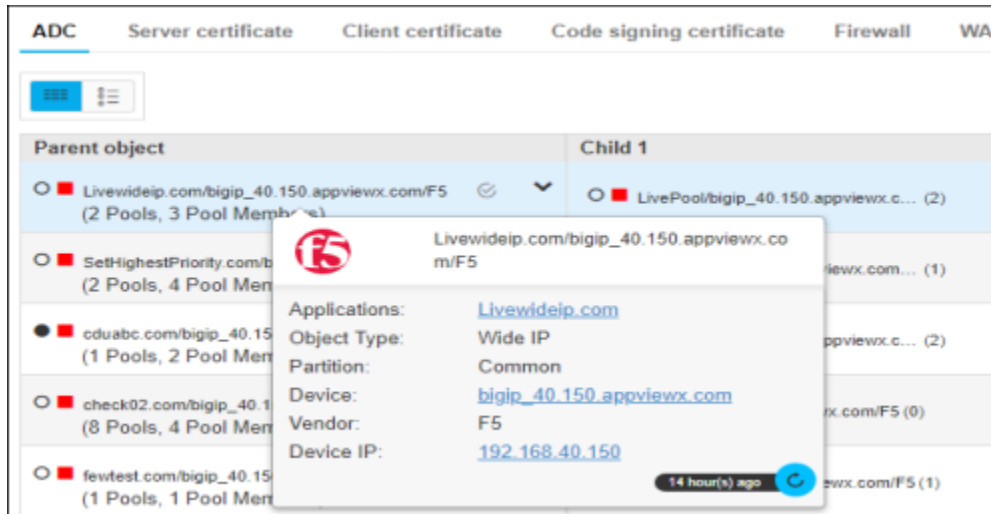 ADC Server certificate Client certificate Code signing certificate Firewall WA
Parent object Child 1
Livewideip.com/bigip_40.150.appviewx.com/F5
(2 Pools, 3 Pool Members)
LivePool/bigip_40.150.appviewx.c... (2)
SetHighestPriority.com/b
(2 Pools, 4 Pool Mem
iewx.com... (1)
cduabc.com/bigip_40.15
(1 Pools, 2 Pool Mem
ppviewx.c... (2)
check02.com/bigip_40.1
(8 Pools, 4 Pool Mem
x.com/F5 (0)
fewtest.com/bigip_40.15
(1 Pools, 1 Pool Mem
ewx.com/F5 (1)
f5
Livewideip.com/bigip_40.150.appviewx.co
m/F5
Applications: Livewideip.com
Object Type: Wide IP
Partition: Common
Device: bigip_40.150.appviewx.com
Vendor: F5
Device IP: 192.168.40.150
14 hour(s) ago